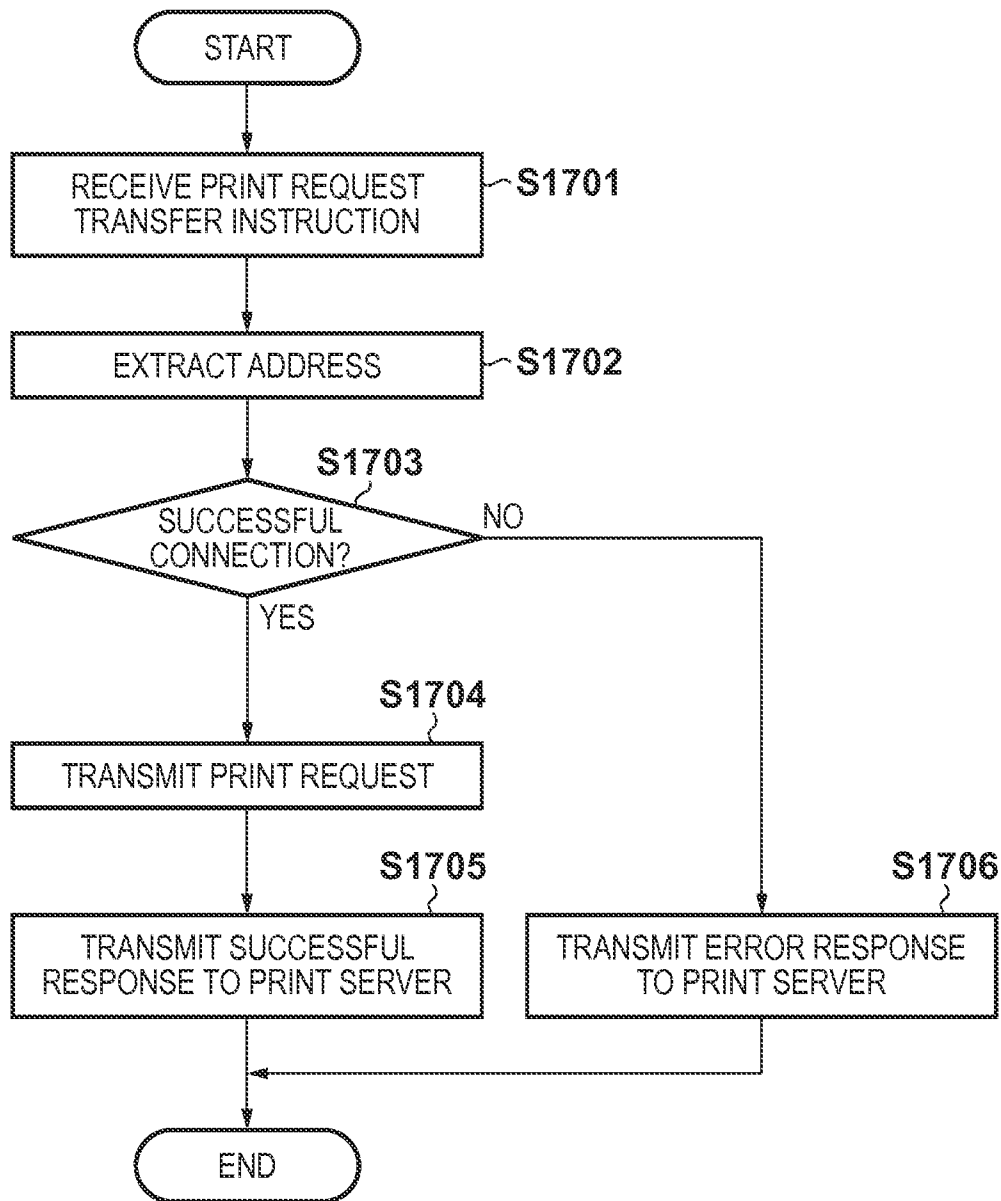 START
RECEIVE PRINT REQUEST
TRANSFER INSTRUCTION
S1701
EXTRACT ADDRESS
S1702
S1703
SUCCESSFUL
CONNECTION?
NO
YES
S1704
TRANSMIT PRINT REQUEST
S1705
TRANSMIT SUCCESSFUL
RESPONSE TO PRINT SERVER
S1706
TRANSMIT ERROR RESPONSE
TO PRINT SERVER
END